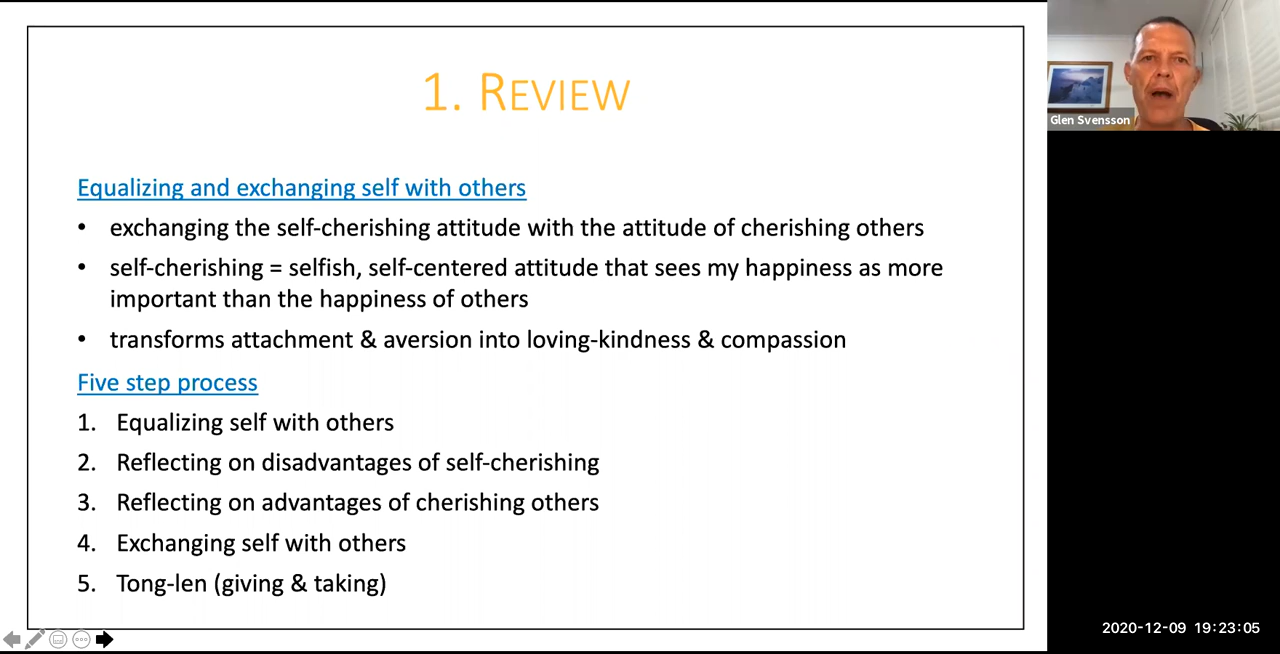 1. REVIEW
Glen Svensson
Equalizing and exchanging self with others
• exchanging the self-cherishing attitude with the attitude of cherishing others
• self-cherishing = selfish, self-centered attitude that sees my happiness as more
important than the happiness of others
• transforms attachment & aversion into loving-kindness & compassion
Five step process
1. Equalizing self with others
2. Reflecting on disadvantages of self-cherishing
3. Reflecting on advantages of cherishing others
4. Exchanging self with others
5. Tong-len (giving & taking)
2020-12-09 19:23:05